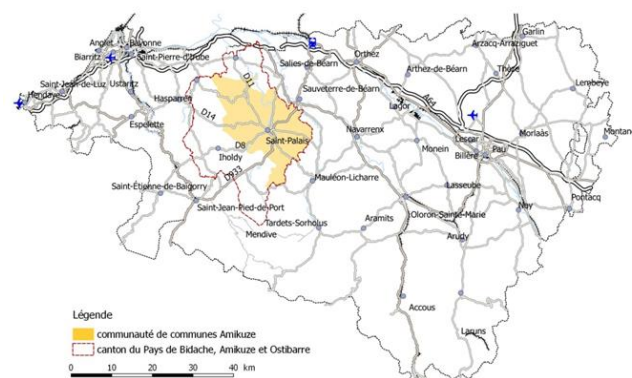 Garlin
Anglet
Bayonne
Arzacq-Arraziguet
Biarritz
Saint-Pierre-d'Irube
Orthez
Salies-de-Béarn
Arthez-de-Béarn
Thèze
Saint-Jean-de-Luz
Ustaritz
D11
Sauveterre-de-Béarn
A64
Lembeye
Hendaye
Hasparren
Lagor
D14
Espelette
Navarrenx
Lescar
Morlaàs
Montan
Saint-Palais
Monein
Pau
D8
Billère
Iholdy
D933
Mauléon-Licharre
Lasseube
Saint-Étienne-de-Baïgorry
Nay
Pontacq
Saint-Jean-Pied-de-Port
Oloron-Sainte-Marie
Tardets-Sorholus
Aramits
Mendive
Arudy
Accous
Laruns
Légende
communauté de communes Amikuze
canton du Pays de Bidache, Amikuze et Ostibarre
10 0 10 20 30 40 km